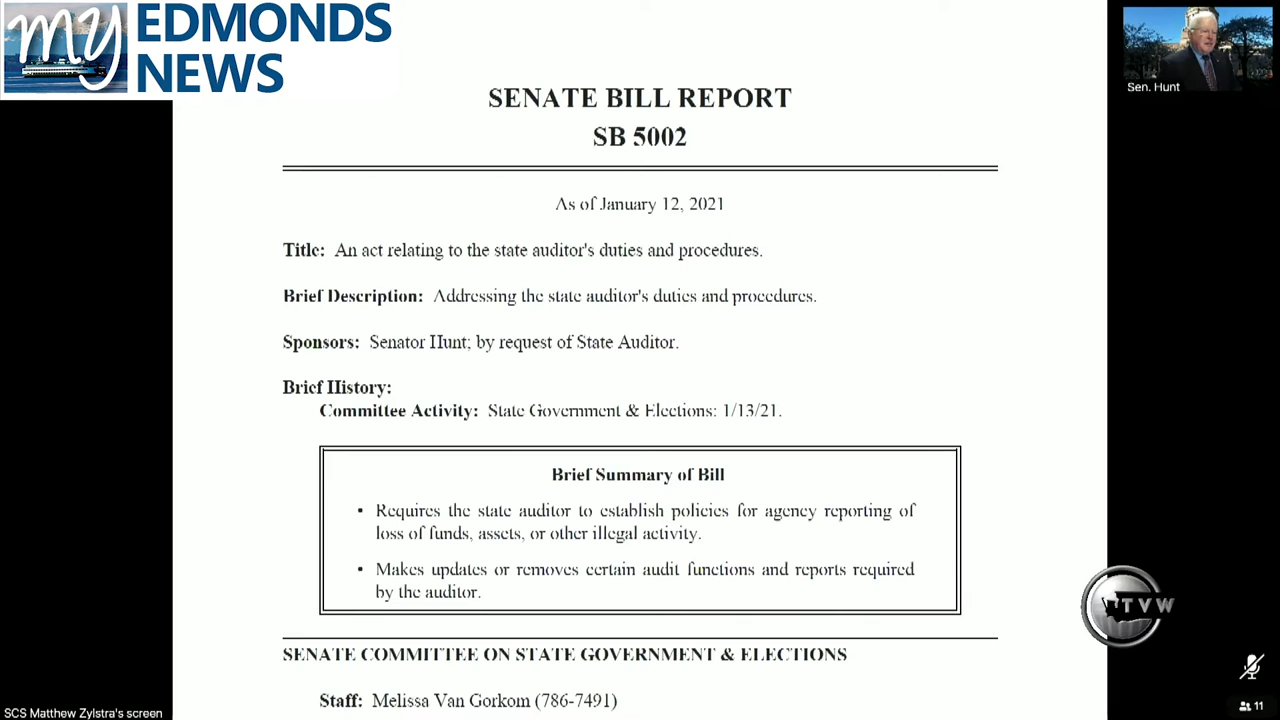 my EDMONDS
NEWS
Sen. Hunt
SENATE BILL REPORT
SB 5002
As of January 12, 2021
Title: An act relating to the state auditor's duties and procedures.
Brief Description: Addressing the state auditor's duties and procedures.
Sponsors: Senator Hunt; by request of State Auditor.
Brief History:
Committee Activity: State Government & Elections: 1/13/21.
Brief Summary of Bill
• Requires the state auditor to establish policies for agency reporting of
loss of funds, assets, or other illegal activity.
• Makes updates or removes certain audit functions and reports required
by the auditor.
TVW
SENATE COMMITTEE ON STATE GOVERNMENT & ELECTIONS
Staff: Melissa Van Gorkom (786-7491)
SCS Matthew Zylstra's screen
11